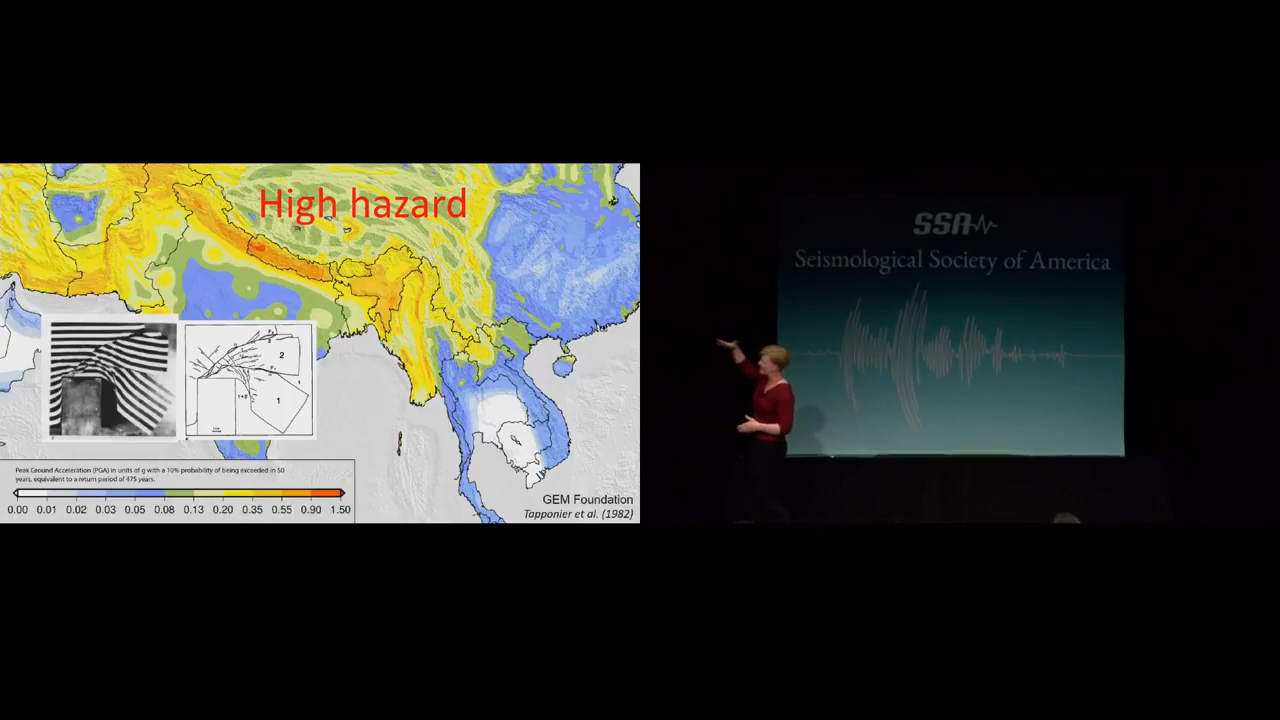 High hazard
2
1+2
1
1
Peak Ground Acceleration (PGA) in units of g with a 10% probability of being exceeded in 50
years, equivalent to a return period of 475 years.
0.00 0.01 0.02 0.03 0.05 0.08 0.13 0.20 0.35 0.55 0.90 1.50
GEM Foundation
Tapponier et al. (1982)
SSA
Seismological Society of America